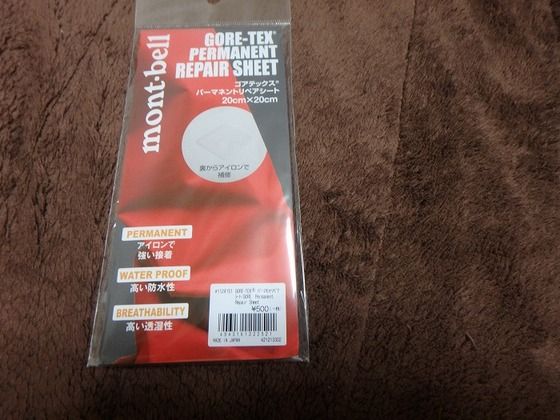 mont-bell
GORE-TEX®
PERMANENT
REPAIR SHEET
ゴアテックス®
パーマネントリペアシート
20cm×20cm
裏からアイロンで
補修
PERMANENT
アイロンで
強い接着
WATER PROOF
高い防水性
BREATHABILITY
高い透湿性
Permanent
Repair Sheet
¥500
MADE IN JAPAN